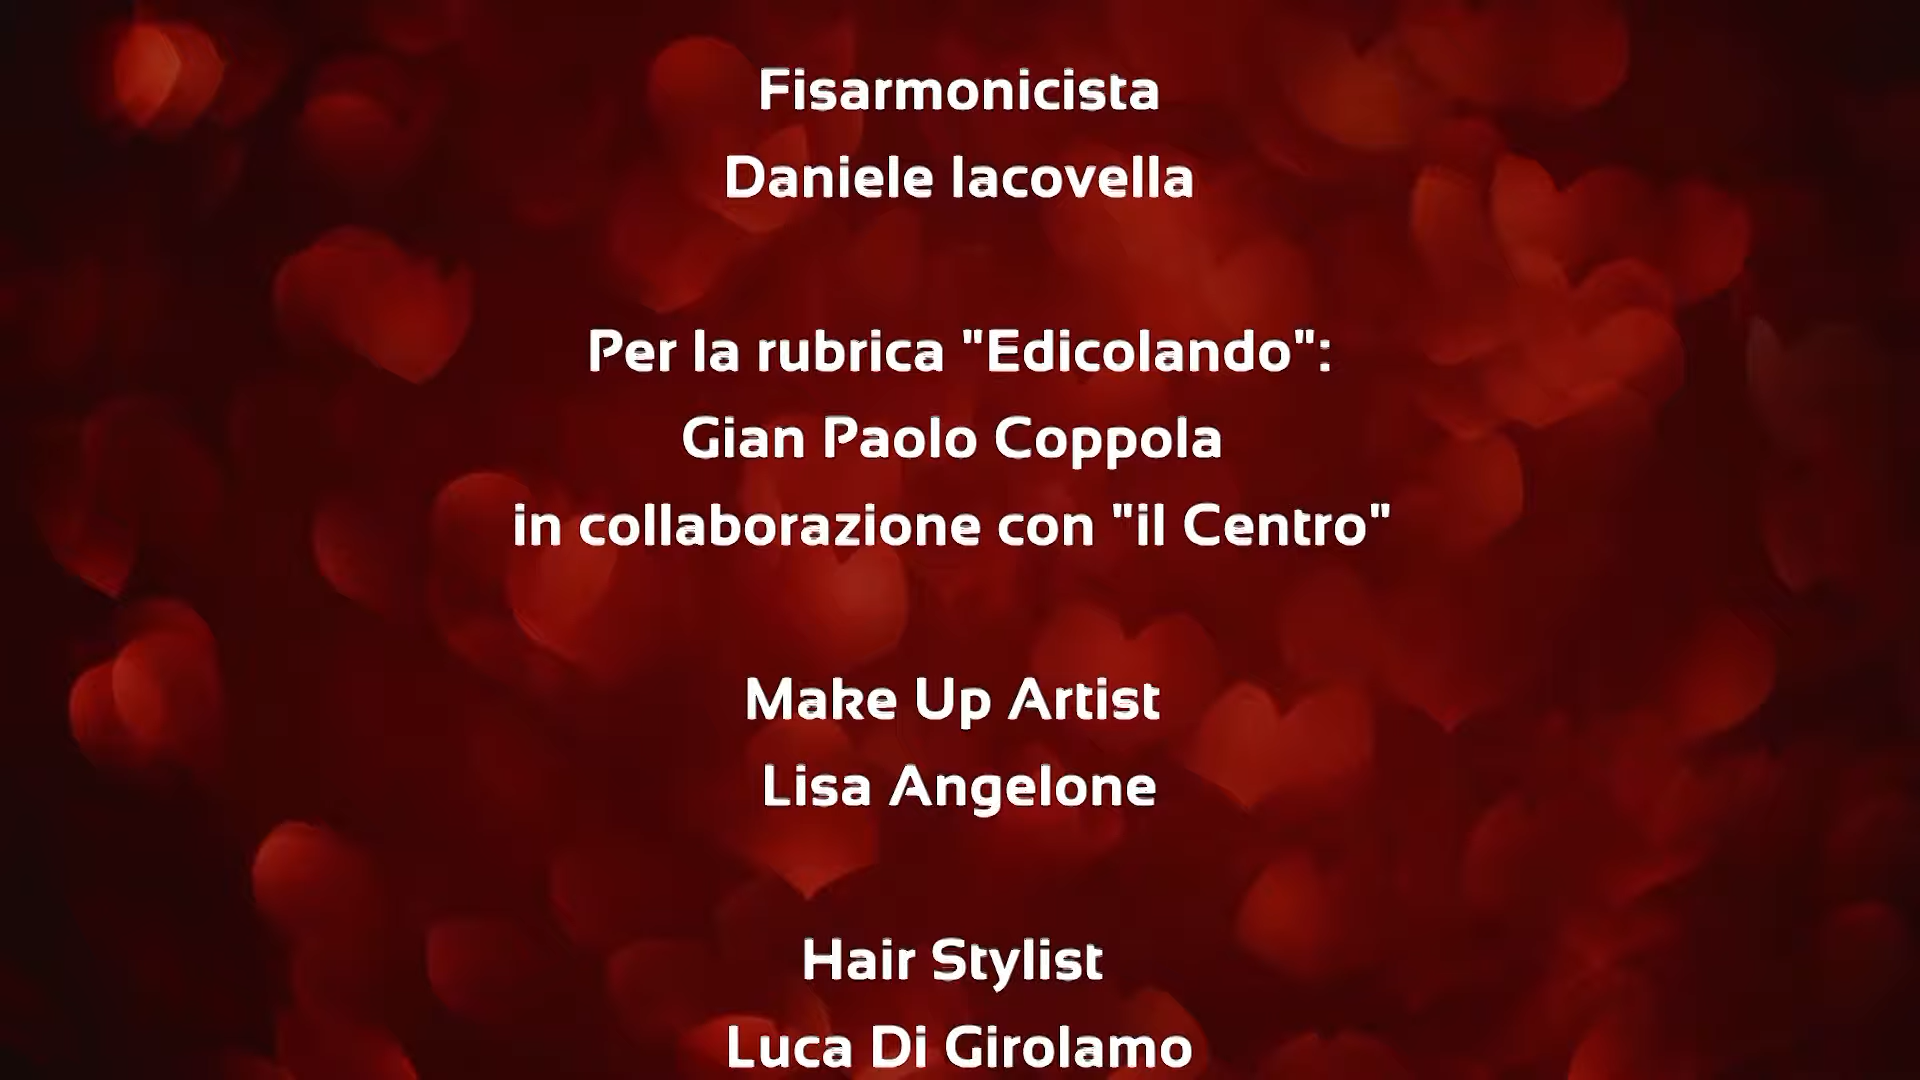 Fisarmonicista
Daniele Iacovella
Per la rubrica "Edicolando":
Gian Paolo Coppola
in collaborazione con "il Centro"
Make Up Artist
Lisa Angelone
Hair Stylist
Luca Di Girolamo